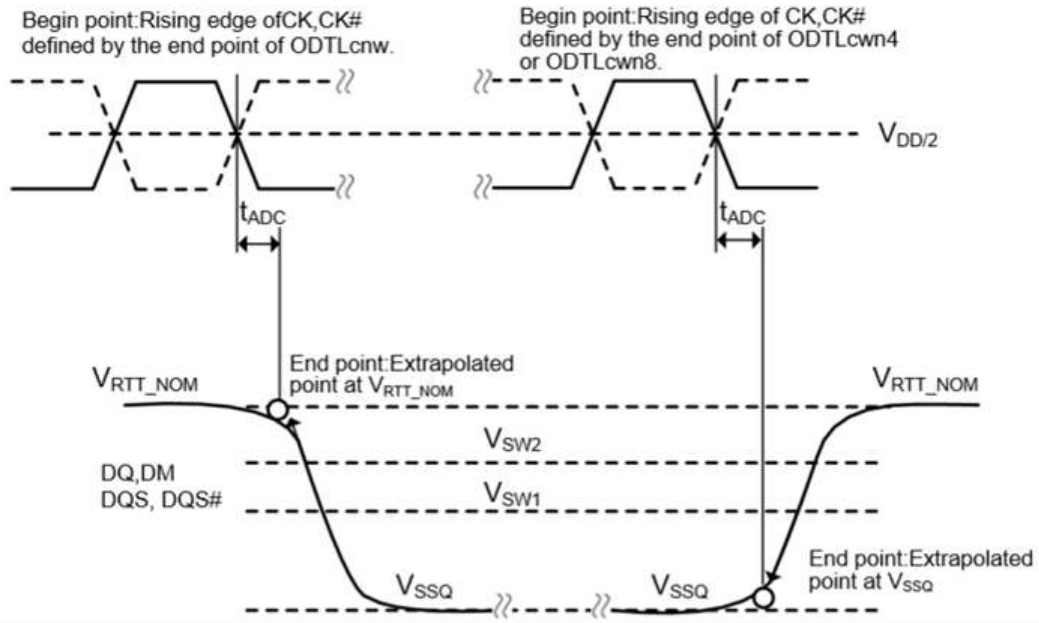 Begin point:Rising edge ofCK,CK#
defined by the end point of ODTLcnw.
Begin point:Rising edge of CK,CK#
defined by the end point of ODTLcwn4
or ODTLcwn8.
VDD/2
tADC
tADC
End point:Extrapolated
point at VRTT_NOM
VRTT_NOM
VRTT_NOM
VSW2
DQ,DM
DQS, DQS#
VSW1
End point:Extrapolated
point at VSSQ
VSSQ
VSSQ